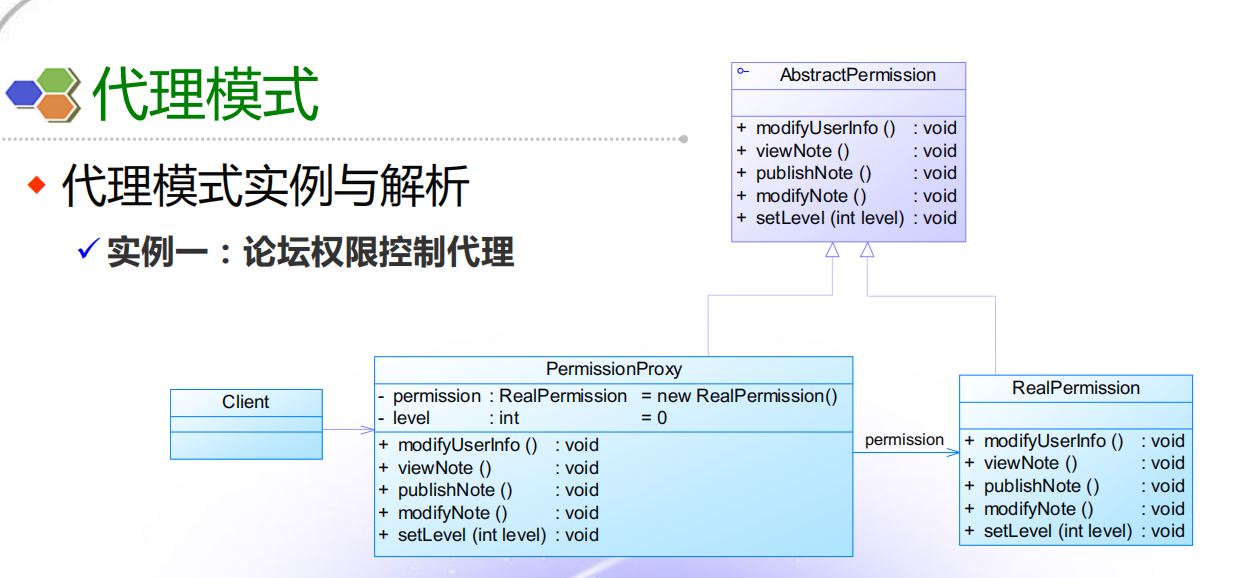 代理模式
代理模式实例与解析
实例一：论坛权限控制代理
AbstractPermission
+ modifyUserInfo () : void
+ viewNote () : void
+ publishNote () : void
+ modifyNote () : void
+ setLevel (int level) : void
Client
PermissionProxy
- permission : RealPermission = new RealPermission()
- level : int = 0
+ modifyUserInfo () : void
+ viewNote () : void
+ publishNote () : void
+ modifyNote () : void
+ setLevel (int level) : void
permission
RealPermission
+ modifyUserInfo () : void
+ viewNote () : void
+ publishNote () : void
+ modifyNote () : void
+ setLevel (int level) : void